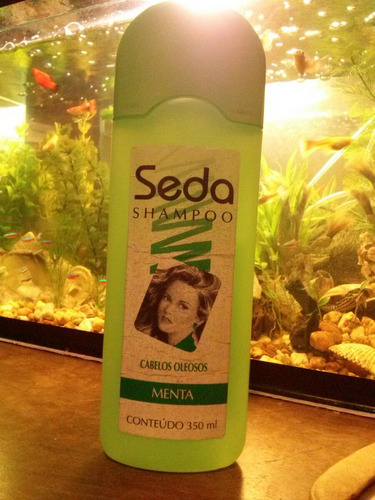 Seda
SHAMPOO
CABELOS OLEOSOS
MENTA
CONTEÚDO 350 ml